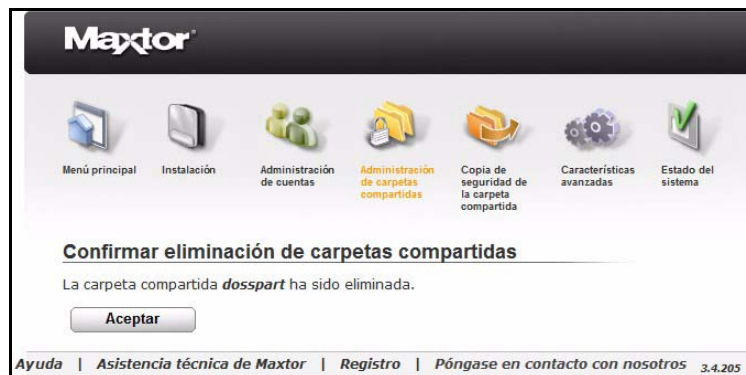 Maxtor
Menú principal
Instalación
Administración
de cuentas
Administración
de carpetas
compartidas
Copia de
seguridad de
la carpeta
compartida
Características
avanzadas
Estado del
sistema
Confirmar eliminación de carpetas compartidas
La carpeta compartida dosspart ha sido eliminada.
Aceptar
Ayuda | Asistencia técnica de Maxtor | Registro | Póngase en contacto con nosotros 3.4.205